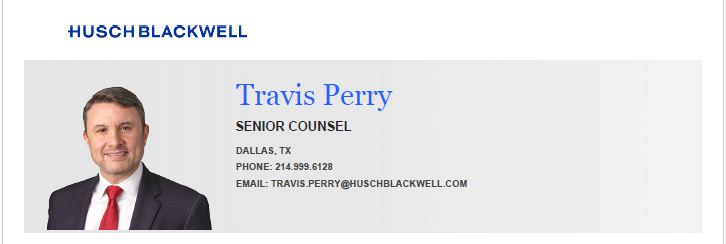 HUSCH BLACKWELL
Travis Perry
SENIOR COUNSEL
DALLAS, TX
PHONE: 214.999.6128
EMAIL: TRAVIS.PERRY@HUSCHBLACKWELL.COM